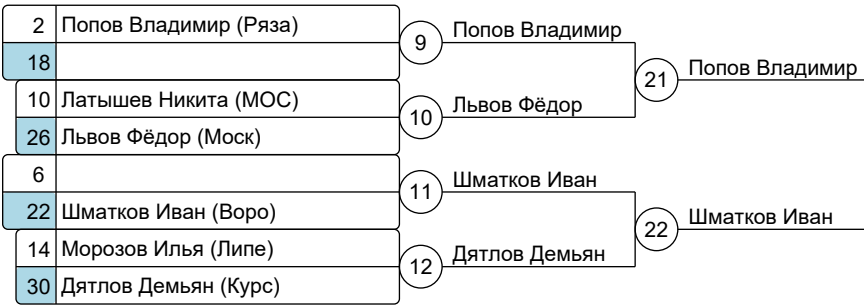 2 Попов Владимир (Ряза)
18
9 Попов Владимир
21 Попов Владимир
10 Латышев Никита (МОС)
26 Львов Фёдор (Моск)
10 Львов Фёдор
6
22 Шматков Иван (Воро)
11 Шматков Иван
22 Шматков Иван
14 Морозов Илья (Липе)
30 Дятлов Демьян (Курс)
12 Дятлов Демьян